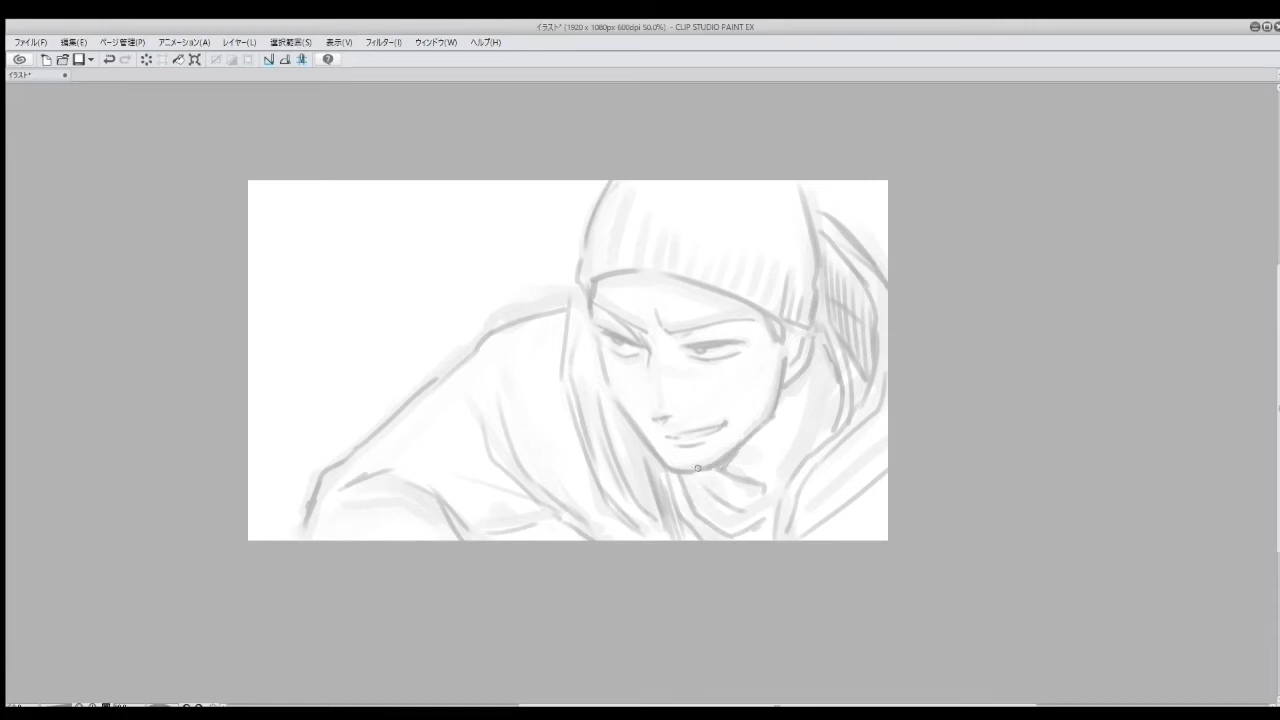 イラスト* (1920 x 1080px 600dpi 50.0%) - CLIP STUDIO PAINT EX
ファイル(F) 編集(E) ページ管理(P) アニメーション(A) レイヤー(L) 選択範囲(S) 表示(V) フィルター(I) ウィンドウ(W) ヘルプ(H)
イラスト*